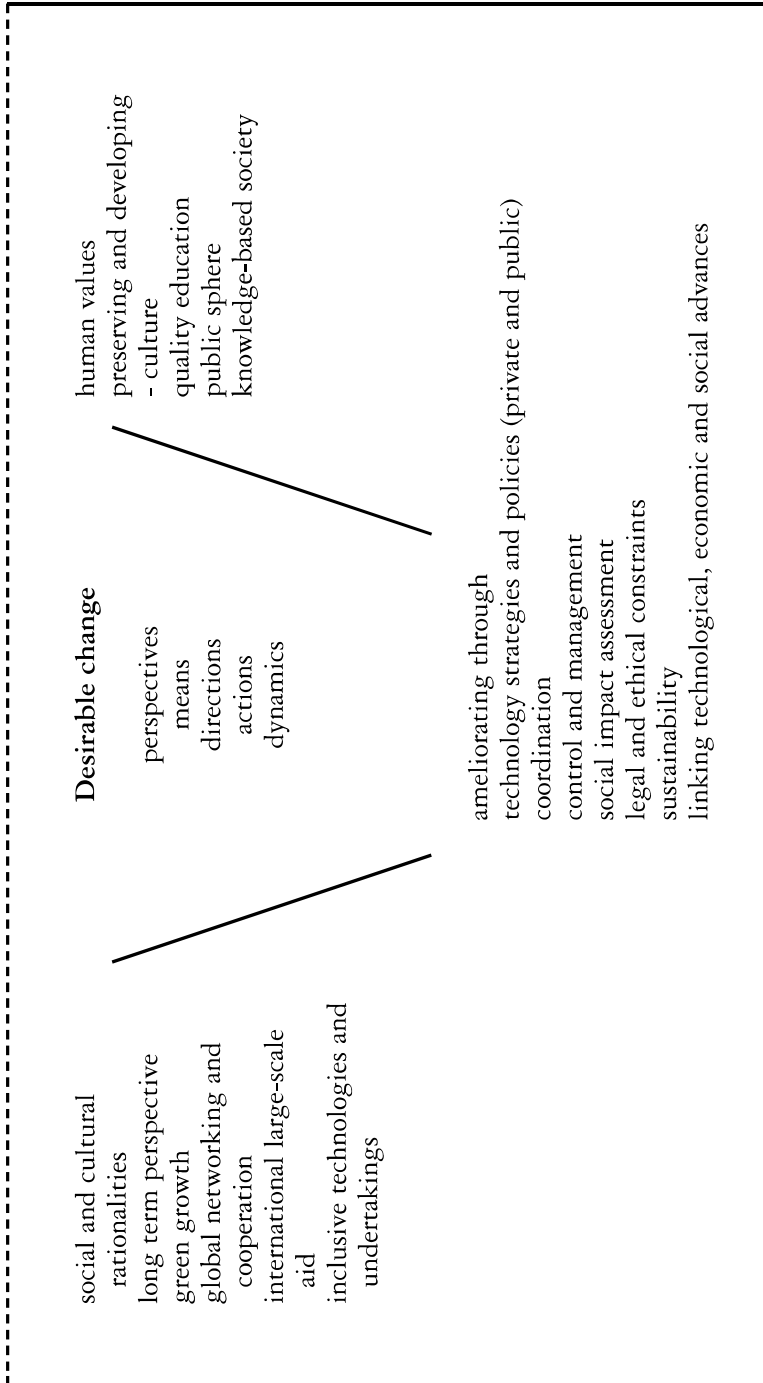 social and cultural
rationalities
long term perspective
green growth
global networking and
cooperation
international large-scale
aid
inclusive technologies and
undertakings
Desirable change
perspectives
means
directions
actions
dynamics
human values
preserving and developing
- culture
quality education
public sphere
knowledge-based society
ameliorating through
technology strategies and policies (private and public)
coordination
control and management
social impact assessment
legal and ethical constraints
sustainability
linking technological, economic and social advances